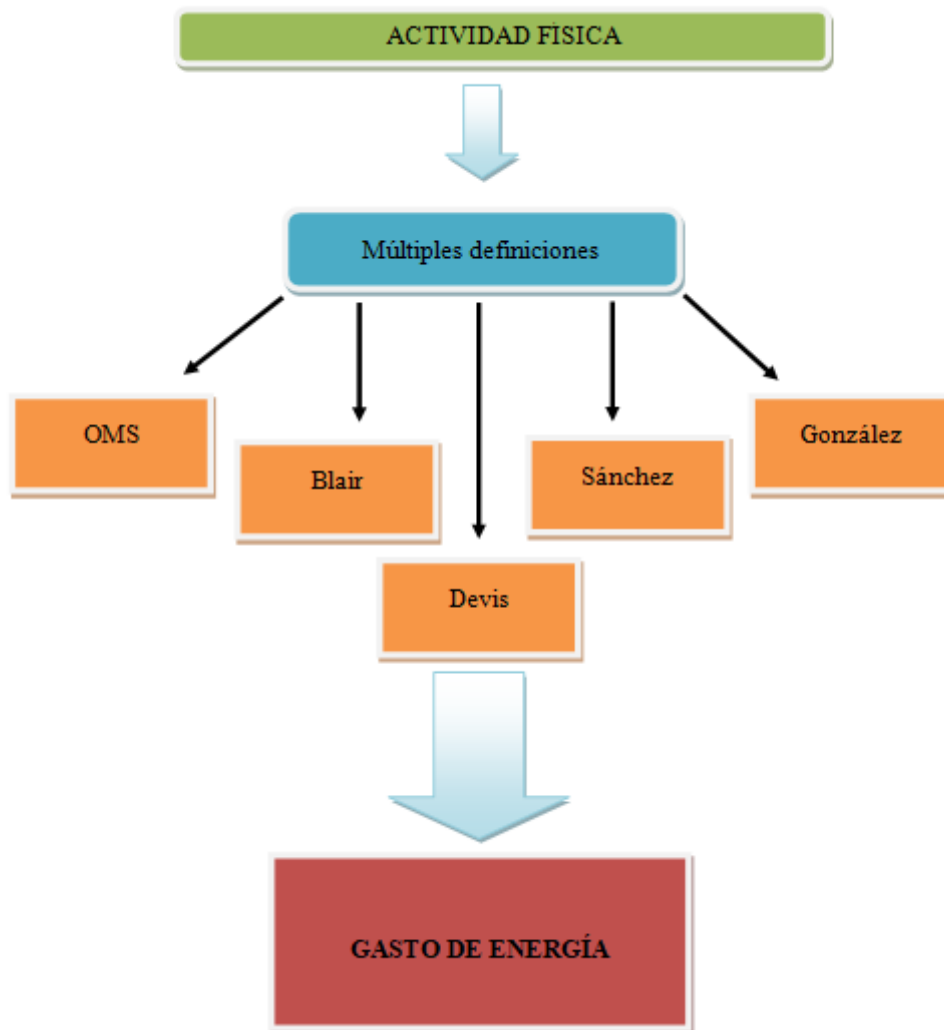 ACTIVIDAD FÍSICA
Múltiples definiciones
OMS
González
Blair
Sánchez
Devis
GASTO DE ENERGÍA